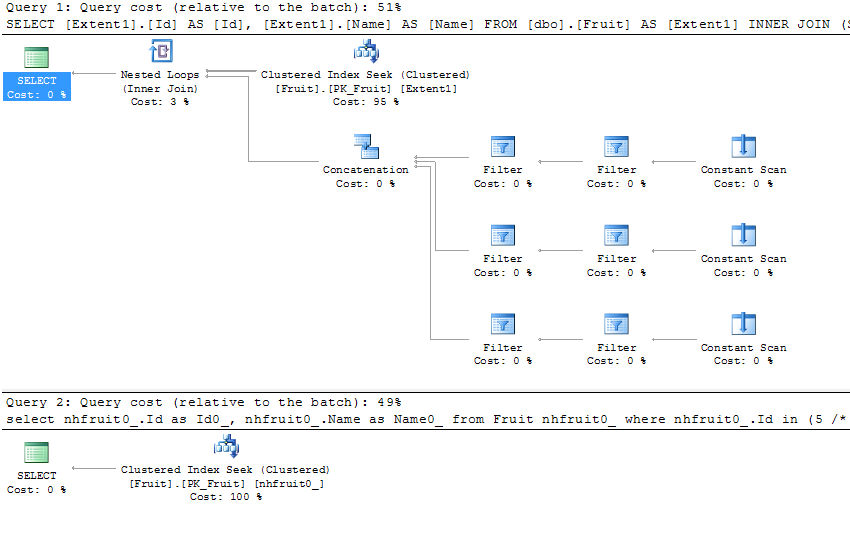 Query 1: Query cost (relative to the batch): 51%
SELECT [Extent1].[Id] AS [Id], [Extent1].[Name] AS [Name] FROM [dbo].[Fruit] AS [Extent1] INNER JOIN (
SELECT
Cost: 0 %
Nested Loops
(Inner Join)
Cost: 3 %
Clustered Index Seek (Clustered)
[Fruit].[PK_Fruit] [Extent1]
Cost: 95 %
Concatenation
Cost: 0 %
Filter
Cost: 0 %
Filter
Cost: 0 %
Constant Scan
Cost: 0 %
Filter
Cost: 0 %
Filter
Cost: 0 %
Constant Scan
Cost: 0 %
Filter
Cost: 0 %
Filter
Cost: 0 %
Constant Scan
Cost: 0 %
Query 2: Query cost (relative to the batch): 49%
select nhfruit0_.Id as Id0_, nhfruit0_.Name as Name0_ from Fruit nhfruit0_ where nhfruit0_.Id in (5 /*
SELECT
Cost: 0 %
Clustered Index Seek (Clustered)
[Fruit].[PK_Fruit] [nhfruit0_]
Cost: 100 %